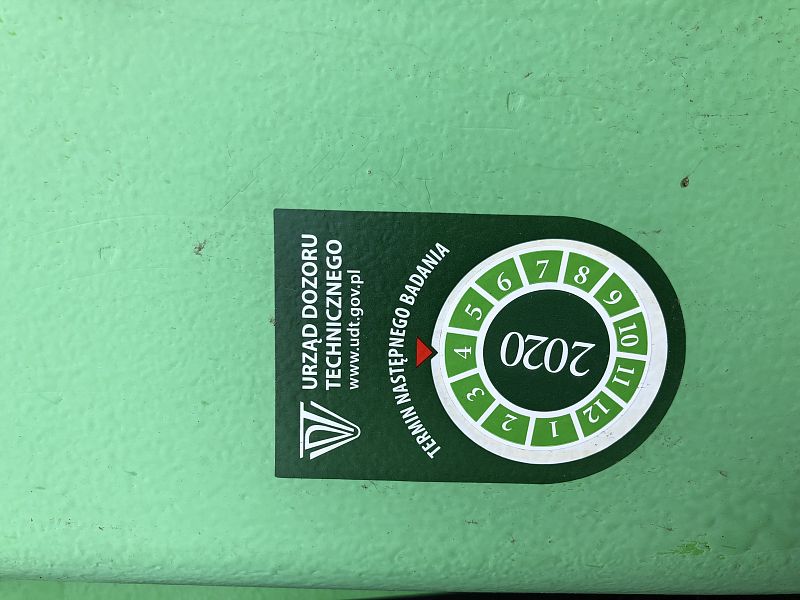 UDT
URZĄD DOZORU
TECHNICZNEGO
www.udt.gov.pl
TERMIN NASTĘPNEGO BADANIA
1 2 3 4 5 6 7 8 9 10 11 12
2020